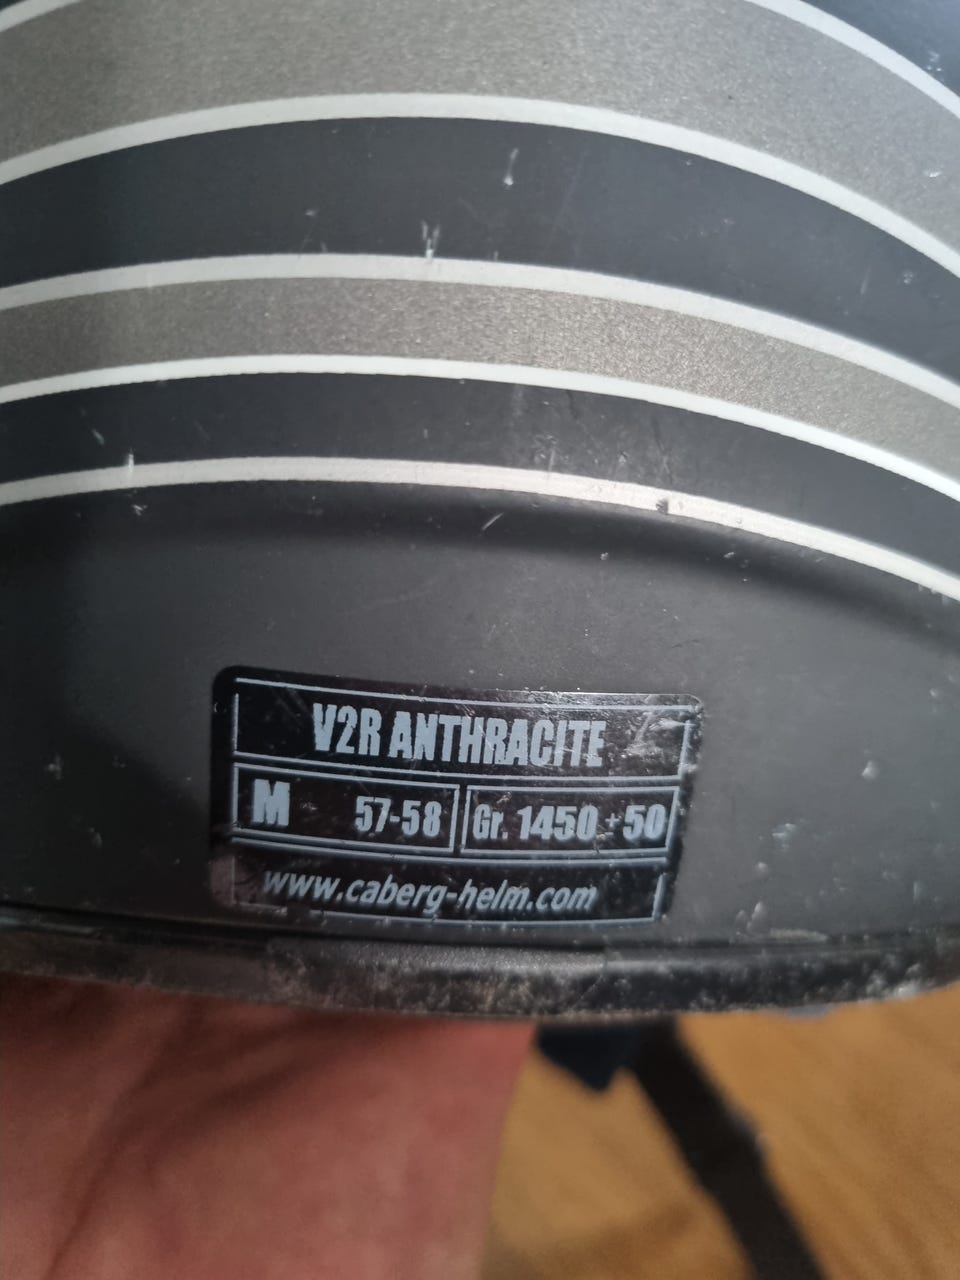 V2R ANTHRACITE
M 57-58 Gr. 1450 +50
www.caberg-helm.com